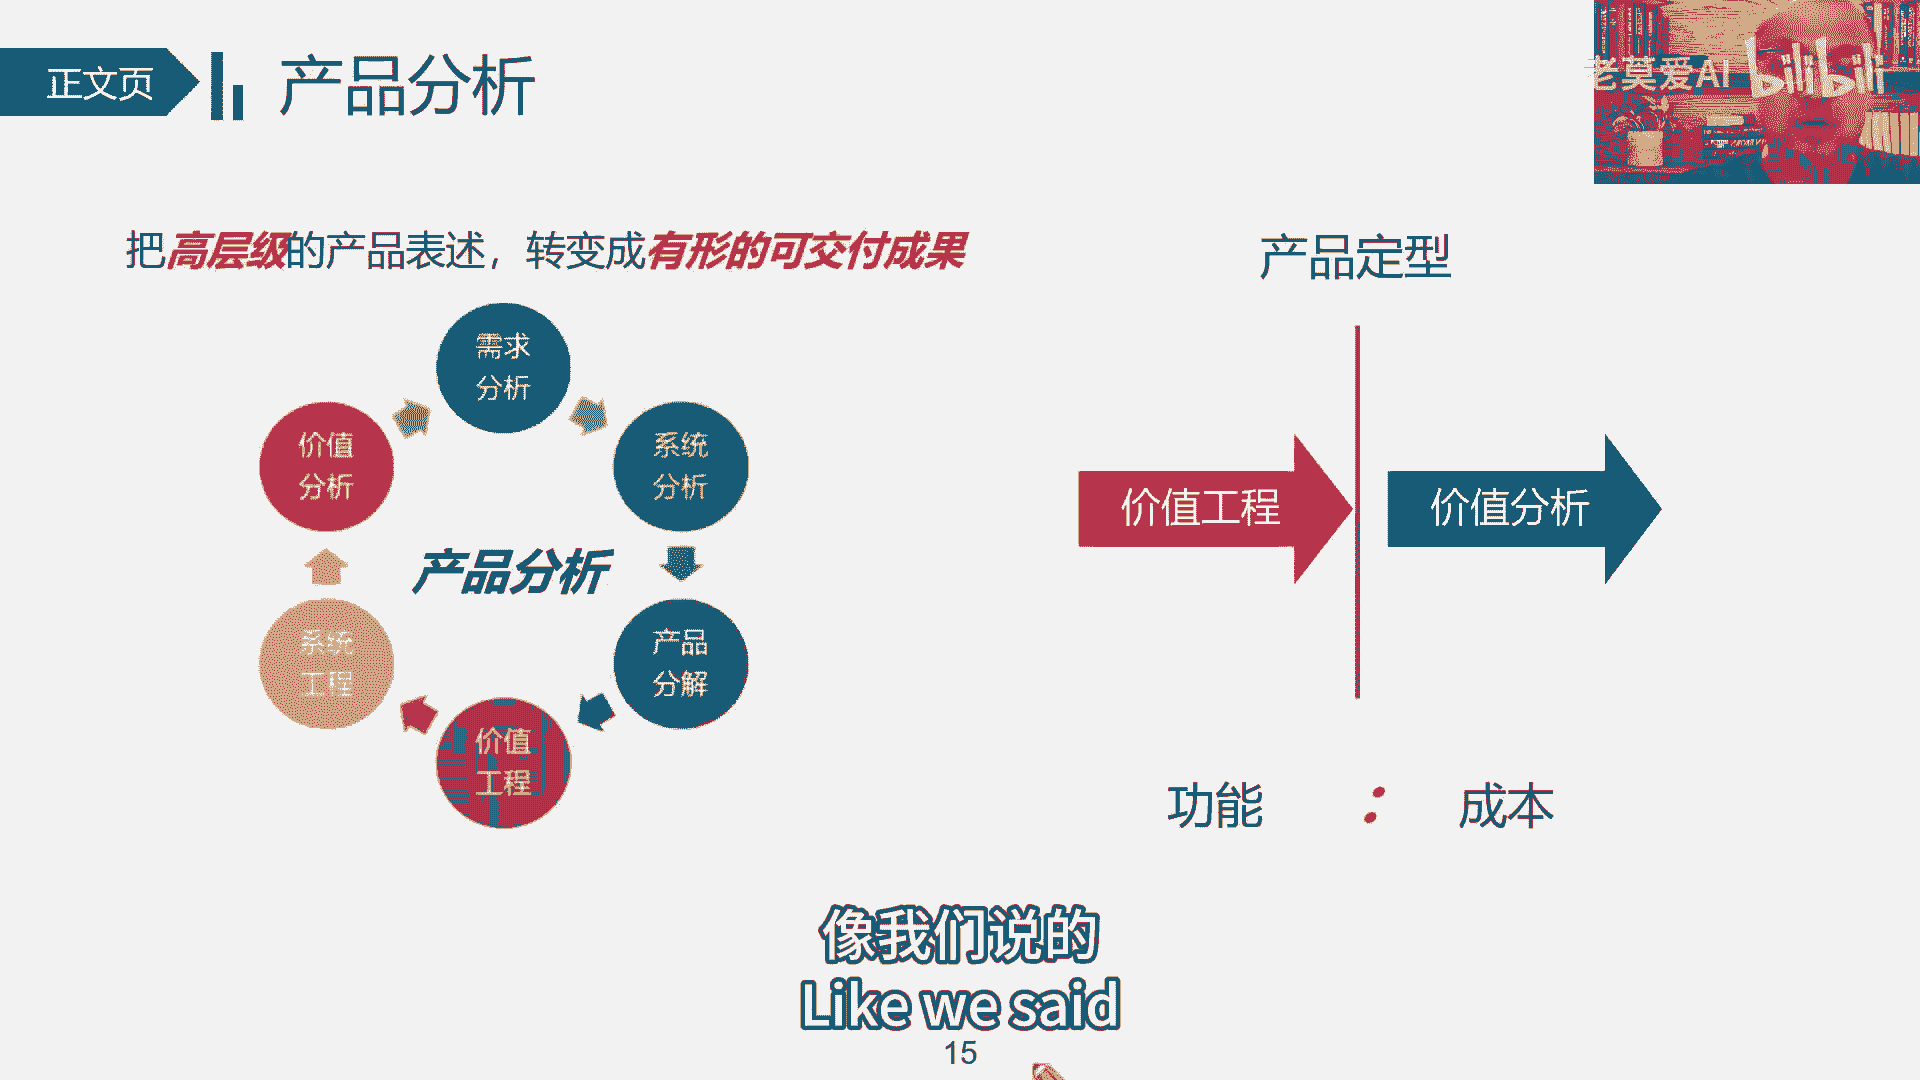 正文页
产品分析
老莫爱AI
bilibili
把高层级的产品表述，转变成有形的可交付成果
产品定型
需求
分析
价值
分析
系统
分析
产品分析
系统
工程
产品
分解
价值
工程
价值工程
价值分析
功能 : 成本
像我们说的
Like we said
15